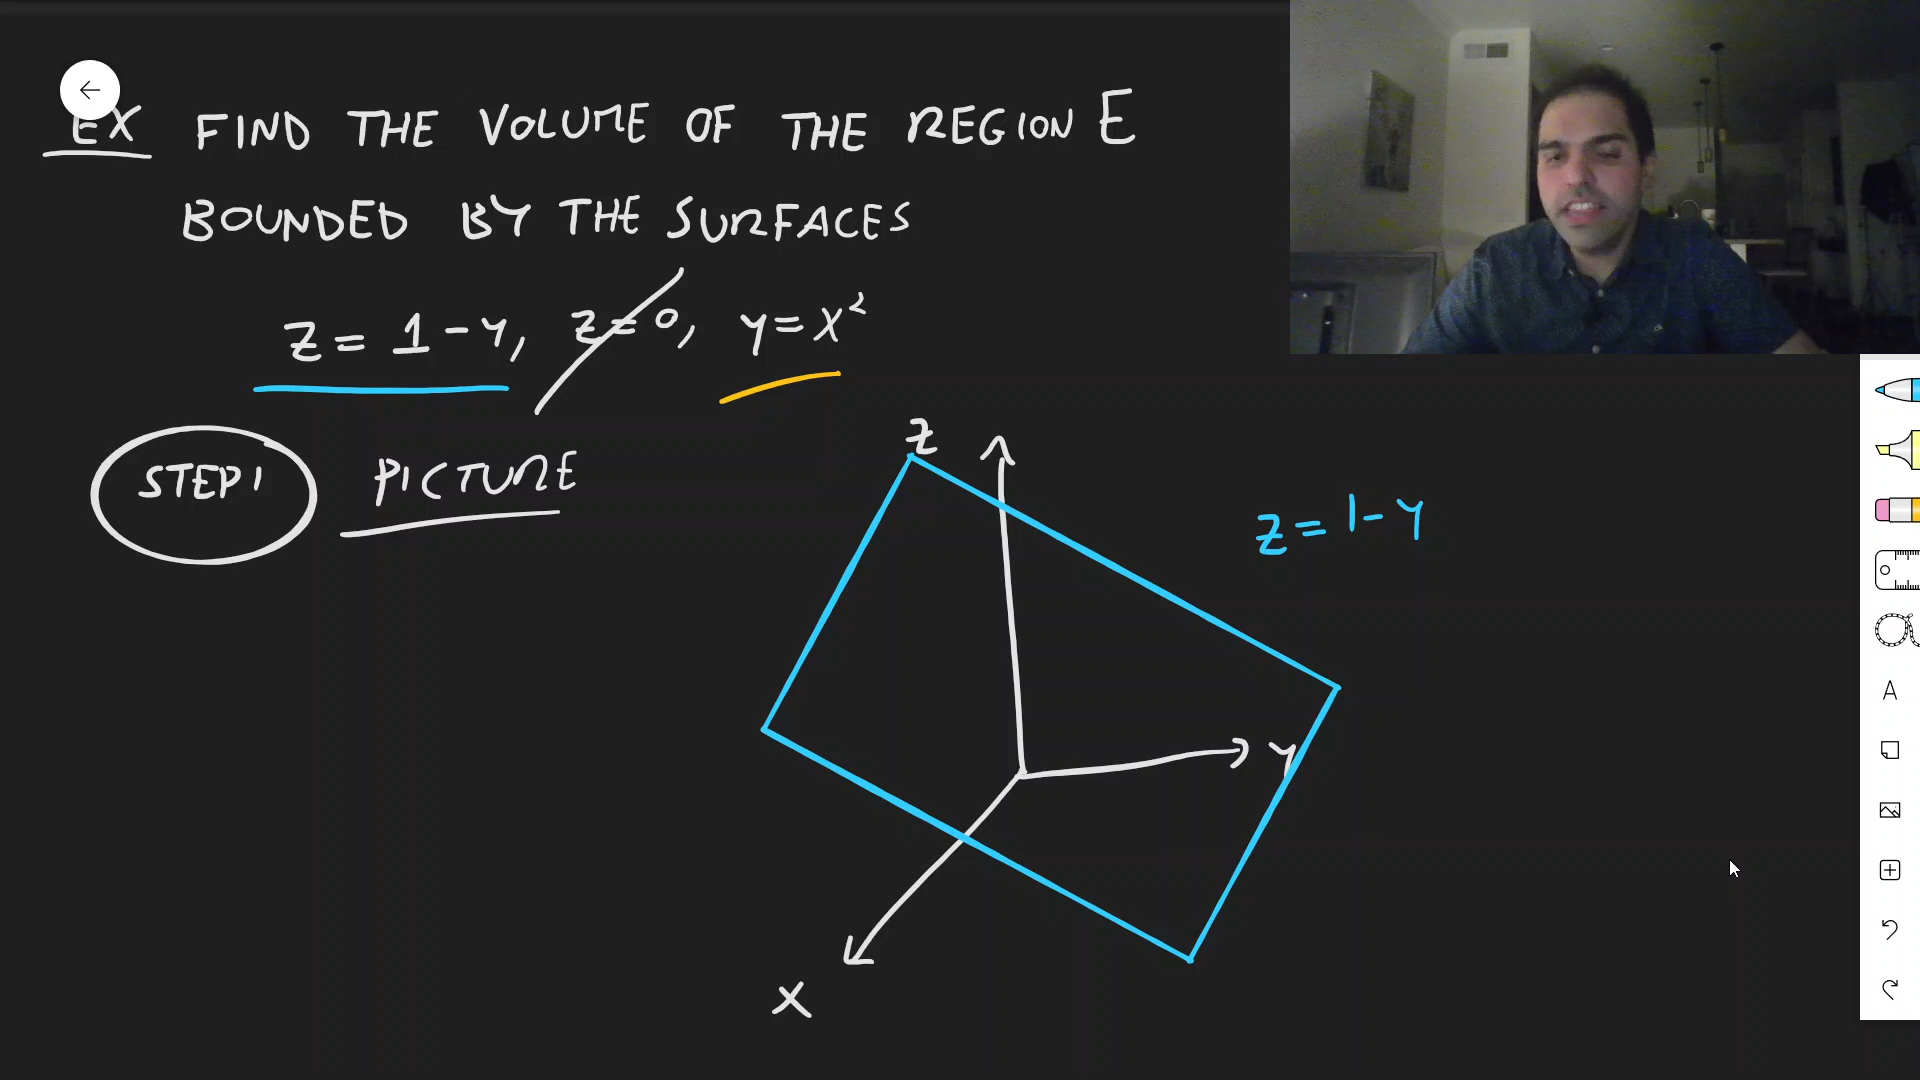 EX FIND THE VOLUME OF THE REGION E
BOUNDED BY THE SURFACES
z = 1 - y, z = 0, y = x²
STEP 1 PICTURE
z
z = 1 - y
y
x
A